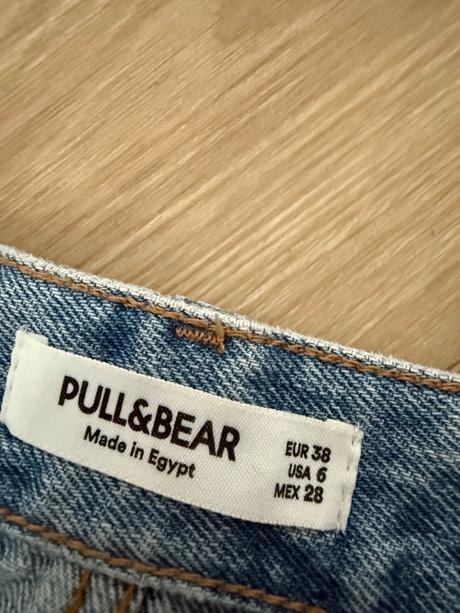 PULL&BEAR
Made in Egypt
EUR 38
USA 6
MEX 28